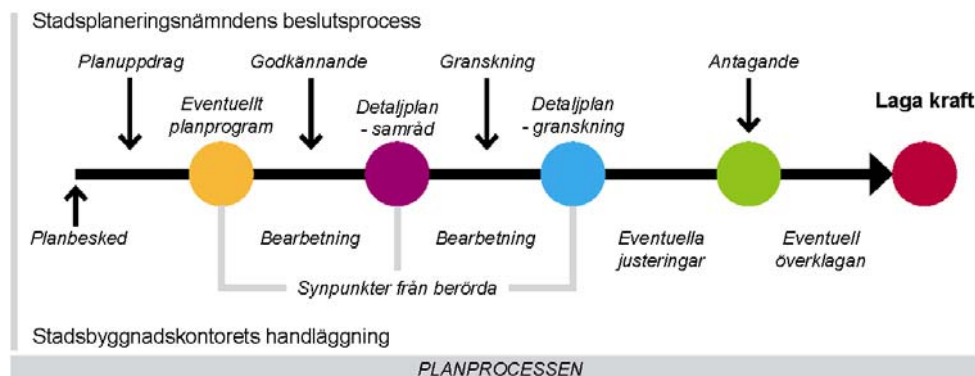 Stadsplaneringsnämndens beslutsprocess
Planuppdrag
Godkännande
Granskning
Antagande
Eventuellt
planprogram
Detaljplan
- samråd
Detaljplan
- granskning
Laga kraft
Planbesked
Bearbetning
Bearbetning
Eventuella
justeringar
Eventuell
överklagan
Synpunkter från berörda
Stadsbyggnadskontorets handläggning
PLANPROCESSEN